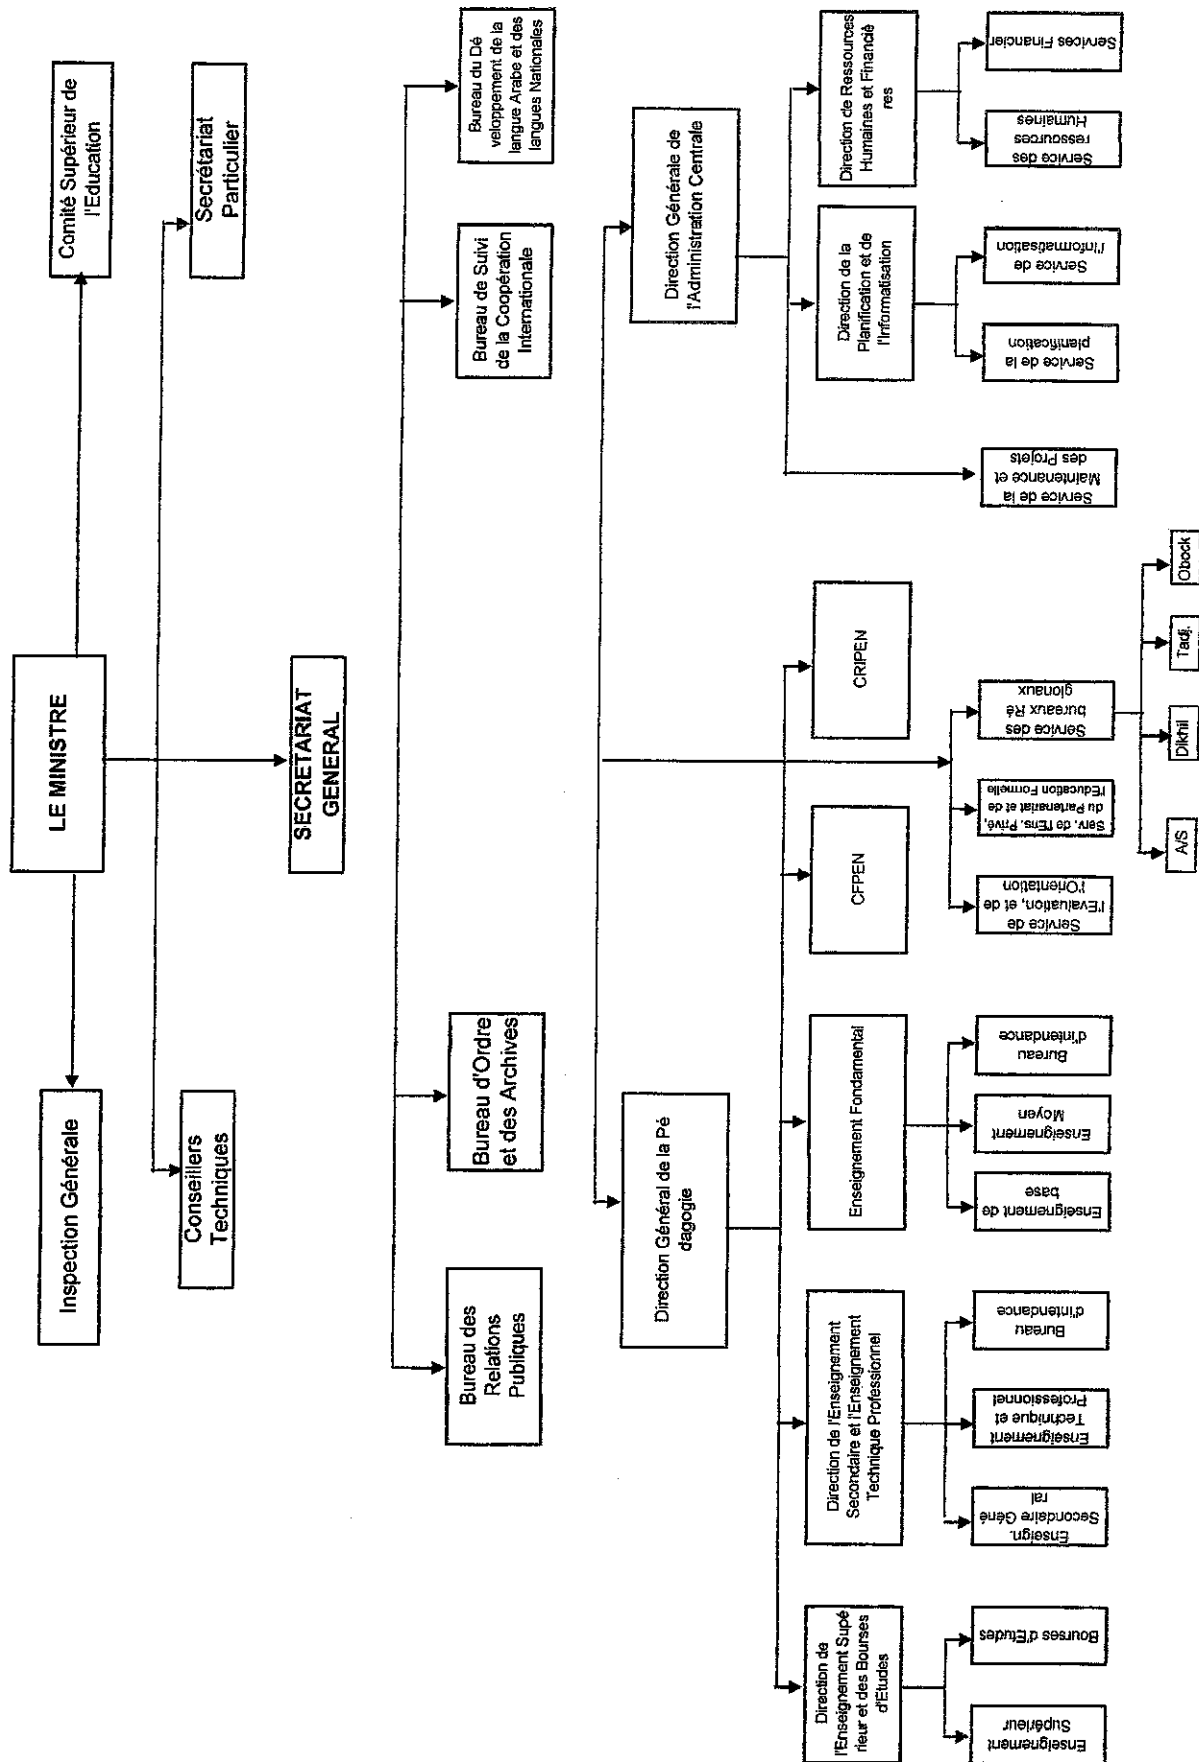 LE MINISTRE
Inspection Générale
Comité Supérieur de
l'Education
Conseillers
Techniques
Secrétariat
Particulier
SECRETARIAT
GENERAL
Bureau des
Relations
Publiques
Bureau d'Ordre
et des Archives
Bureau de Suivi
de la Coopération
Internationale
Bureau du Dé
veloppement de la
langue Arabe et des
langues Nationales
Direction Général de la Pé
dagogie
Direction Générale de
l'Administration Centrale
Direction de
l'Enseignement Supé
rieur et des Bourses
d'Etudes
Direction de l'Enseignement
Secondaire et l'Enseignement
Technique Professionnel
Enseignement Fondamental
CFPEN
CRIPEN
Direction de la
Planification et de
l'Informatisation
Direction de Ressources
Humaines et Financié
res
Enseignement
Supérieur
Bourses d'Etudes
Enseign.
Secondaire Géné
ral
Enseignement
Technique et
Professionnel
Bureau
d'intendance
Enseignement de
base
Enseignement
Moyen
Bureau
d'intendance
Service de
l'Evaluation, et de
l'Orientation
Serv. de l'Ens. Privé,
du Partenariat et de
l'Education Formelle
Service des
bureaux Ré
gionaux
Service de la
Maintenance et
des Projets
Service de la
planification
Service de
l'informatisation
Service des
ressources
Humaines
Services Financier
A/S
Dikhil
Tadj.
Obock